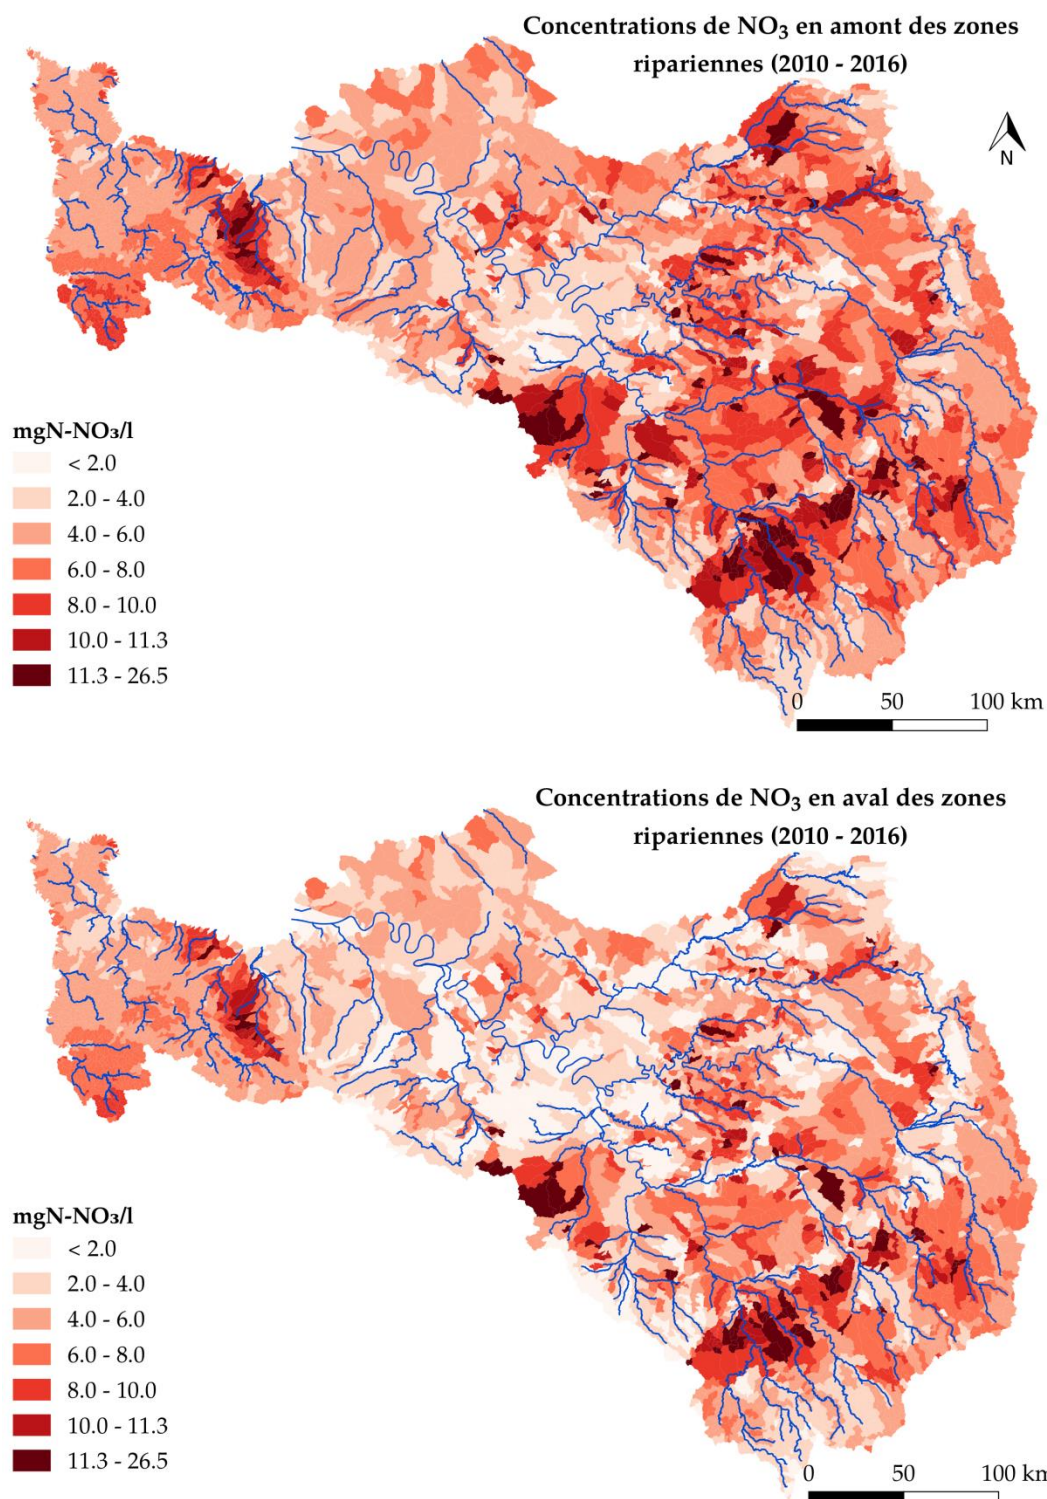 Concentrations de NO₃ en amont des zones
ripariennes (2010 - 2016)
N
mgN-NO₃/l
< 2.0
2.0 - 4.0
4.0 - 6.0
6.0 - 8.0
8.0 - 10.0
10.0 - 11.3
11.3 - 26.5
0 50 100 km
Concentrations de NO₃ en aval des zones
ripariennes (2010 - 2016)
mgN-NO₃/l
< 2.0
2.0 - 4.0
4.0 - 6.0
6.0 - 8.0
8.0 - 10.0
10.0 - 11.3
11.3 - 26.5
0 50 100 km